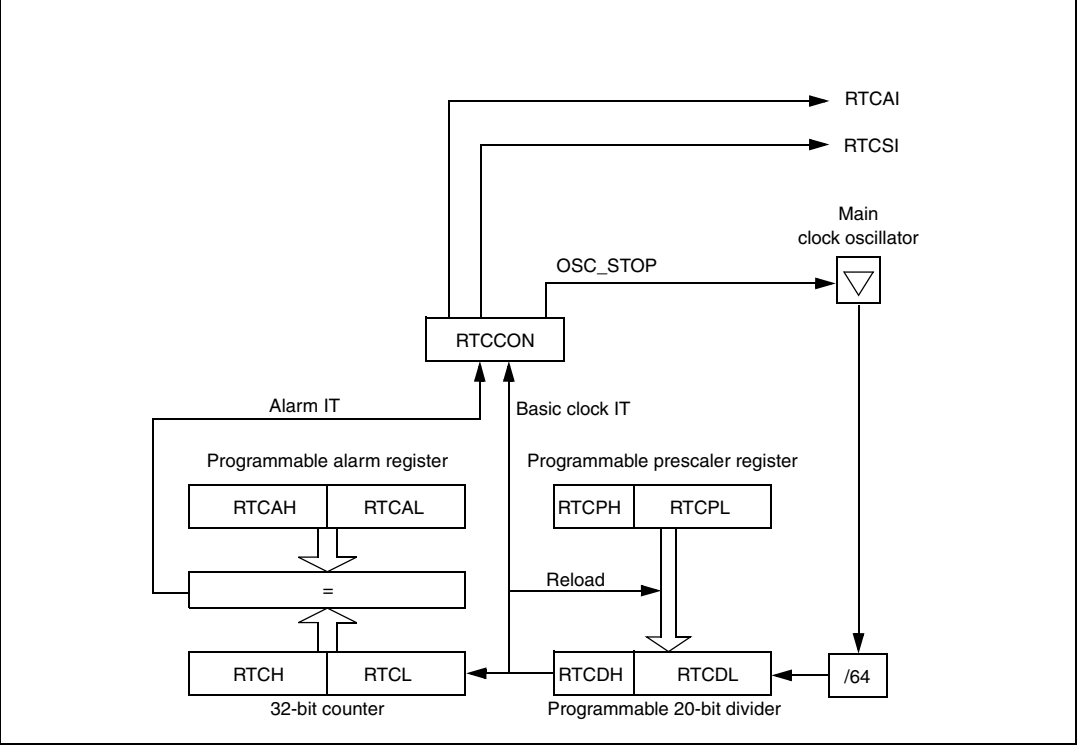 RTCAI
RTCSI
Main
clock oscillator
OSC_STOP
RTCCON
Alarm IT
Basic clock IT
Programmable alarm register
Programmable prescaler register
RTCAH
RTCAL
RTCPH
RTCPL
=
Reload
RTCH
RTCL
RTCDH
RTCDL
/64
32-bit counter
Programmable 20-bit divider